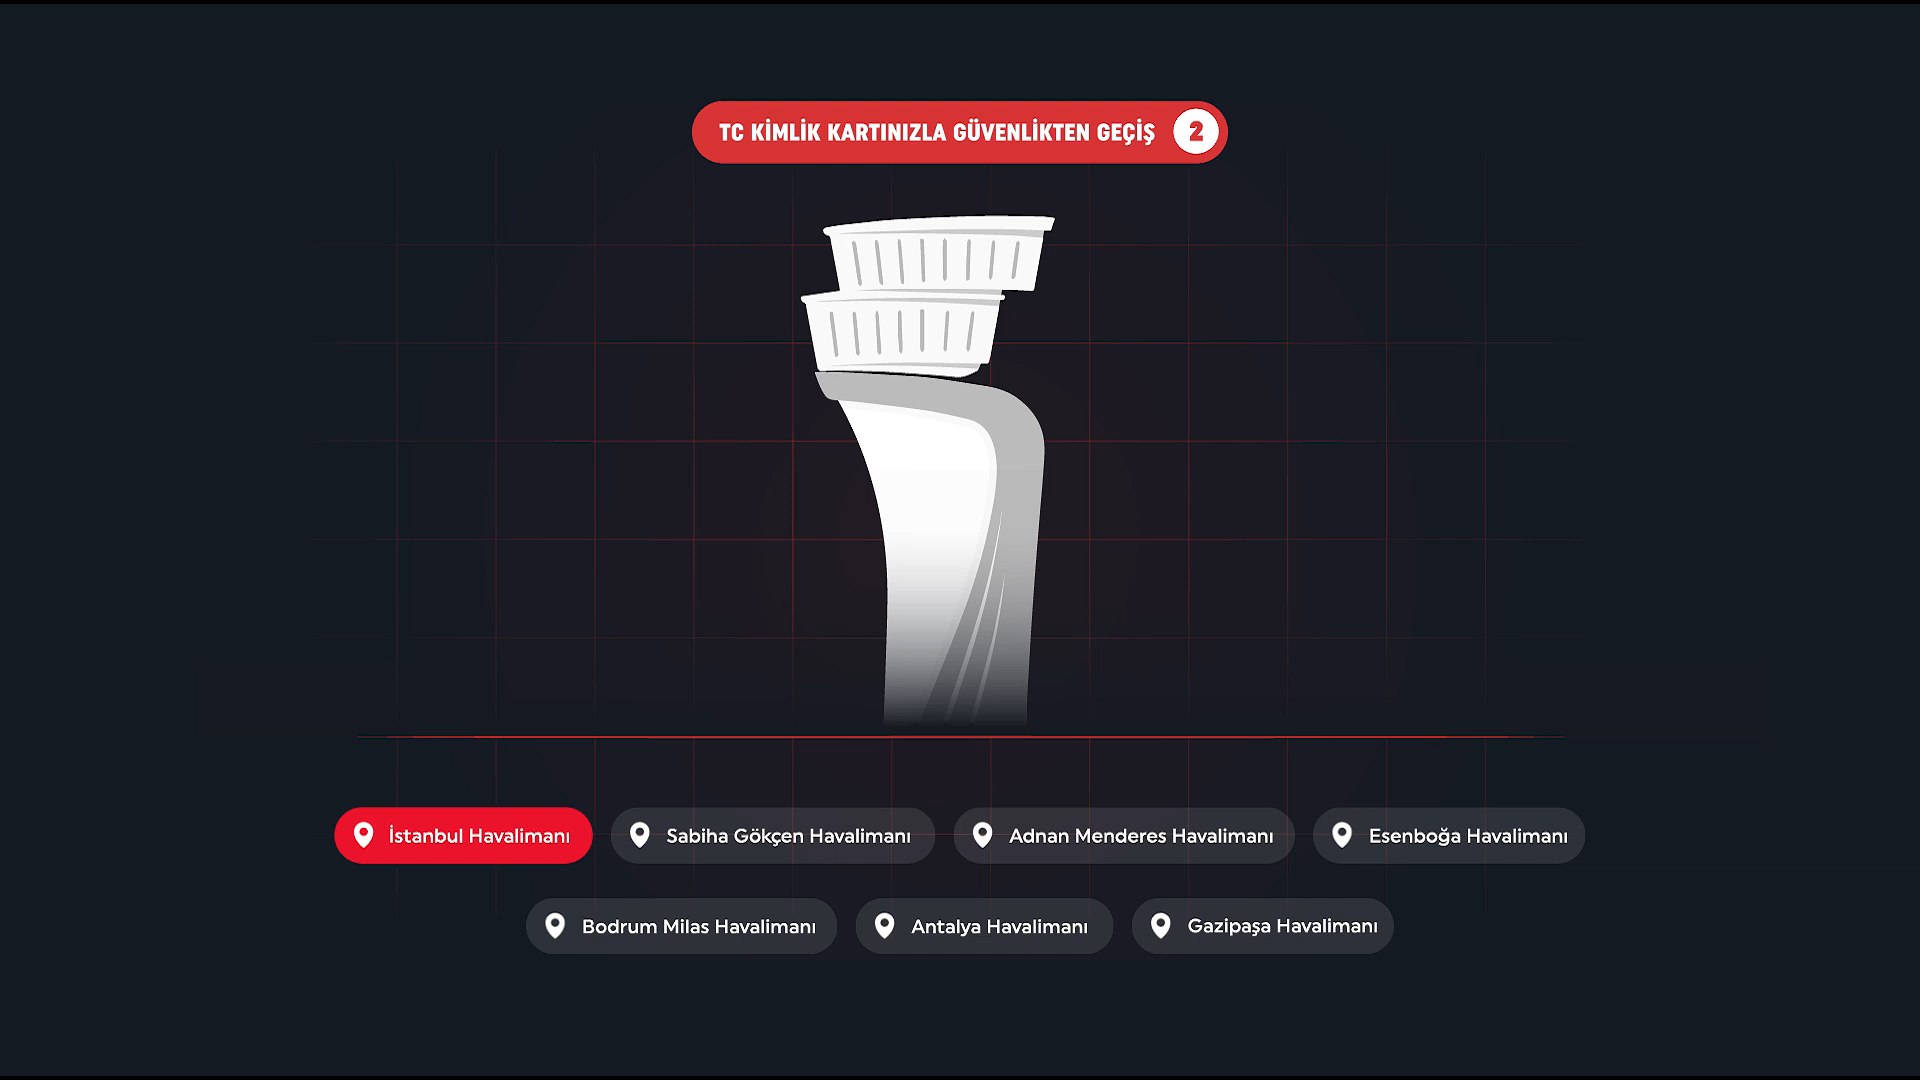 TC KİMLİK KARTINIZLA GÜVENLİKTEN GEÇİŞ 2
İstanbul Havalimanı
Sabiha Gökçen Havalimanı
Adnan Menderes Havalimanı
Esenboğa Havalimanı
Bodrum Milas Havalimanı
Antalya Havalimanı
Gazipaşa Havalimanı